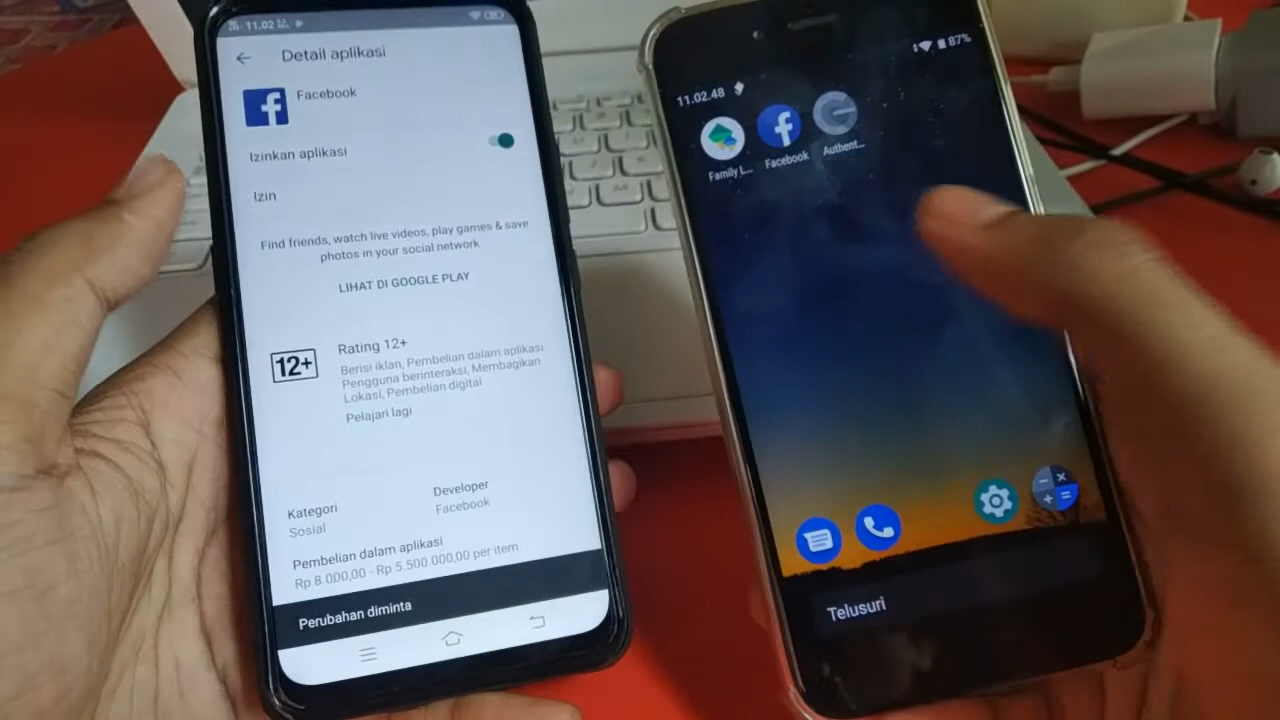 11.02
Detail aplikasi
Facebook
Izinkan aplikasi
Izin
Find friends, watch live videos, play games & save
photos in your social network
LIHAT DI GOOGLE PLAY
12+
Rating 12+
Berisi iklan, Pembelian dalam aplikasi
Pengguna berinteraksi, Membagikan
Lokasi, Pembelian digital
Pelajari lagi
Kategori
Sosial
Developer
Facebook
Pembelian dalam aplikasi
Rp 8.000,00 - Rp 5.500.000,00 per item
Perubahan diminta
11.02.48
87%
Family L...
Facebook
Authent...
Telusuri